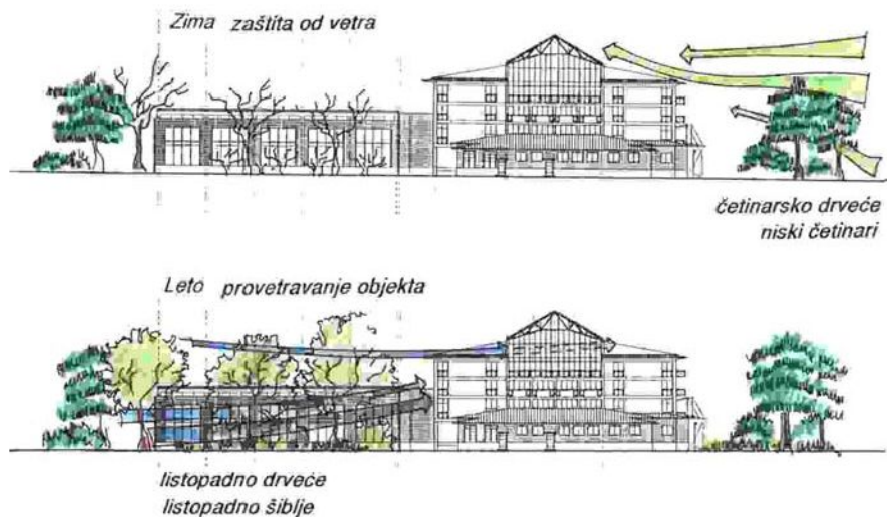 Zima zaštita od vetra
četinarsko drveće
niski četinari
Leto provetravanje objekta
listopadno drveće
listopadno šiblje